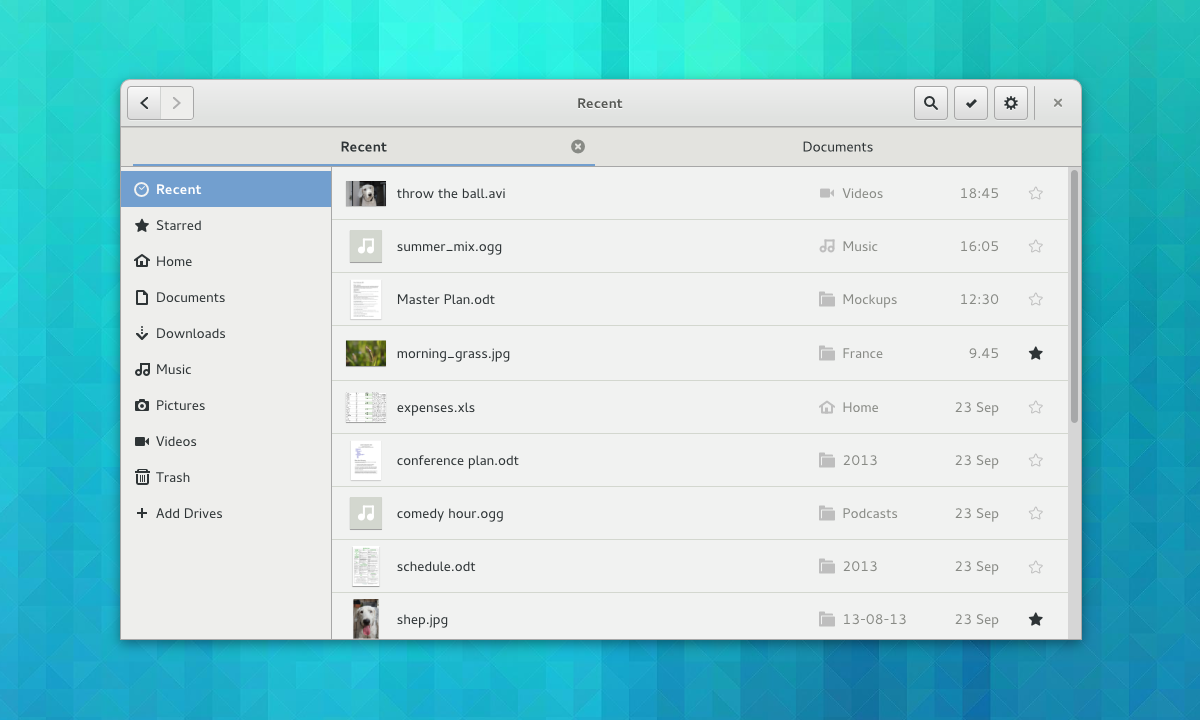 Recent
Recent
Documents
Recent
Starred
Home
Documents
Downloads
Music
Pictures
Videos
Trash
Add Drives
throw the ball.avi Videos 18:45
summer_mix.ogg Music 16:05
Master Plan.odt Mockups 12:30
morning_grass.jpg France 9.45
expenses.xls Home 23 Sep
conference plan.odt 2013 23 Sep
comedy hour.ogg Podcasts 23 Sep
schedule.odt 2013 23 Sep
shep.jpg 13-08-13 23 Sep